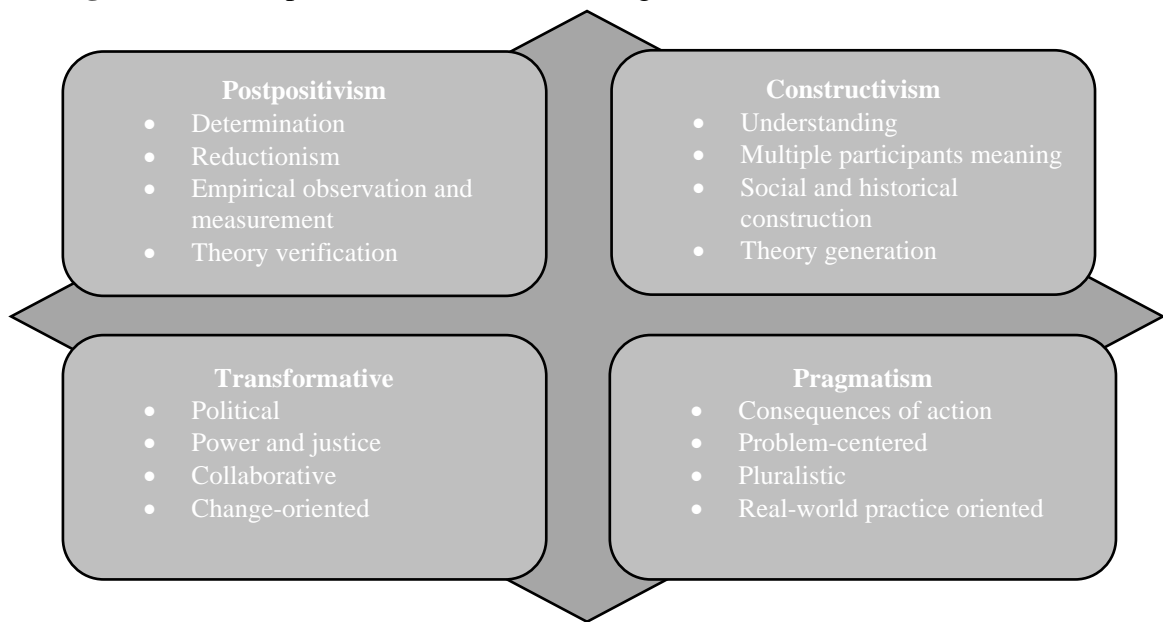 Postpositivism
• Determination
• Reductionism
• Empirical observation and
measurement
• Theory verification
Constructivism
• Understanding
• Multiple participants meaning
• Social and historical
construction
• Theory generation
Transformative
• Political
• Power and justice
• Collaborative
• Change-oriented
Pragmatism
• Consequences of action
• Problem-centered
• Pluralistic
• Real-world practice oriented